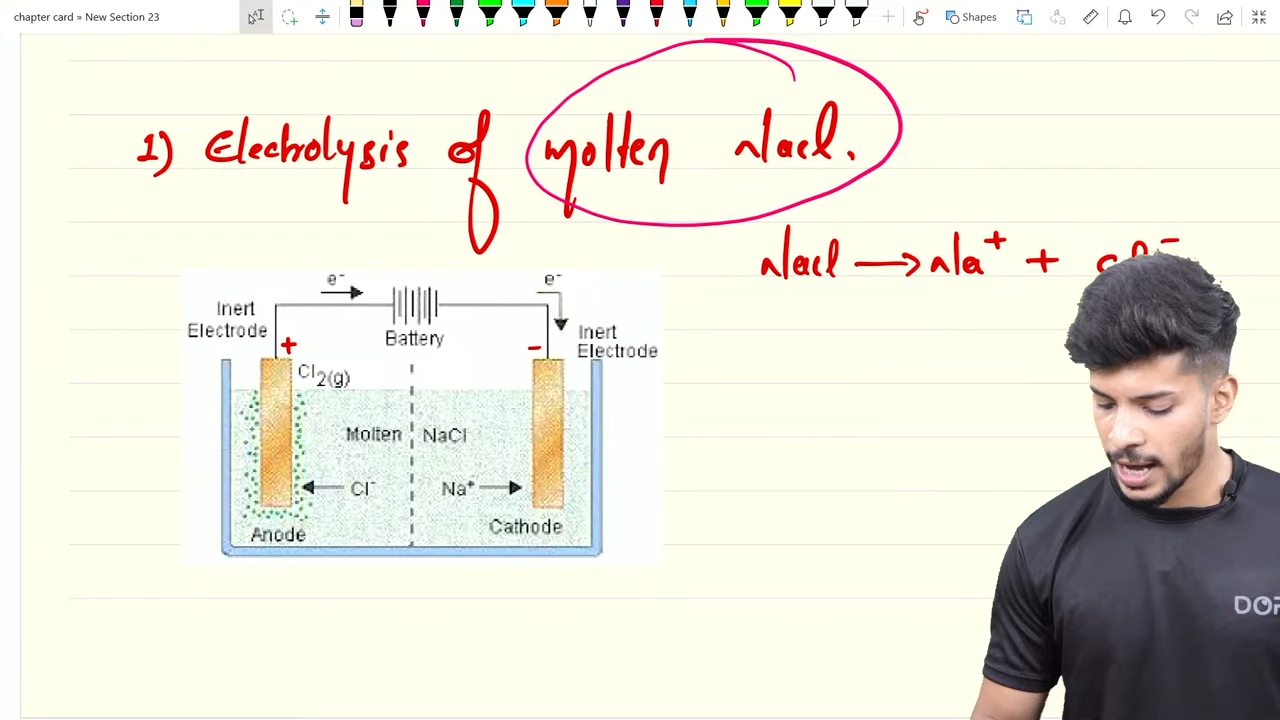 chapter card » New Section 23
Shapes
1) Electrolysis of molten Nacl.
Nacl → Na⁺ + cl⁻
e⁻ e⁻
Inert
Electrode
Battery
Inert
Electrode
+ −
Cl2(g)
Molten NaCl
Cl⁻ Na⁺
Anode Cathode